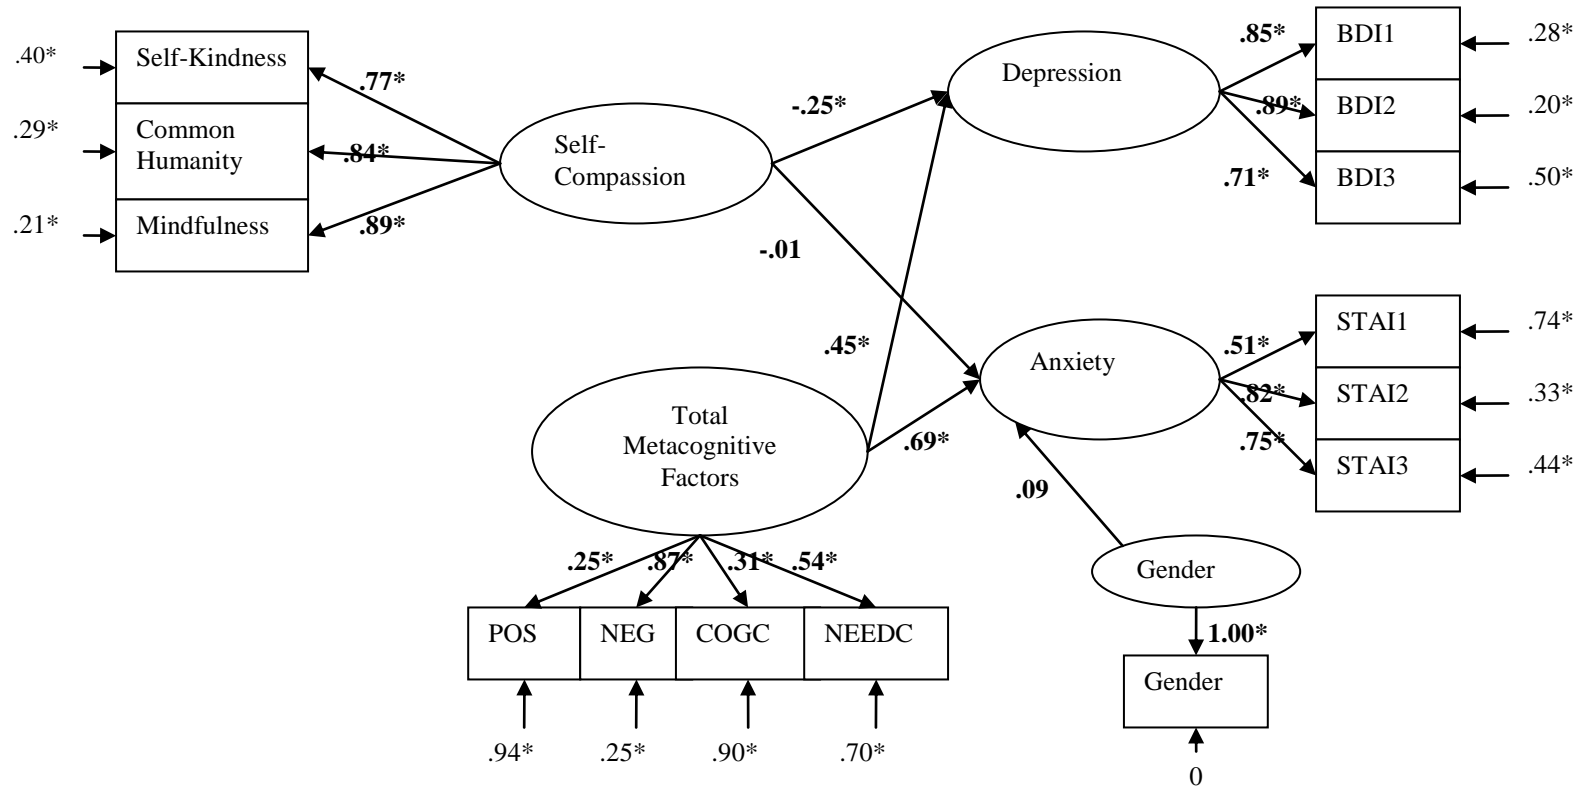 .40*
Self-Kindness
.77*
.29*
Common
Humanity
.84*
.21*
Mindfulness
.89*
Self-
Compassion
-.25*
-.01
Depression
.85*
BDI1
.28*
.89*
BDI2
.20*
.71*
BDI3
.50*
.45*
.69*
Anxiety
.51*
STAI1
.74*
.82*
STAI2
.33*
.75*
STAI3
.44*
Total
Metacognitive
Factors
.25*
.87*
.31*
.54*
POS
NEG
COGC
NEEDC
.94*
.25*
.90*
.70*
.09
Gender
1.00*
Gender
0